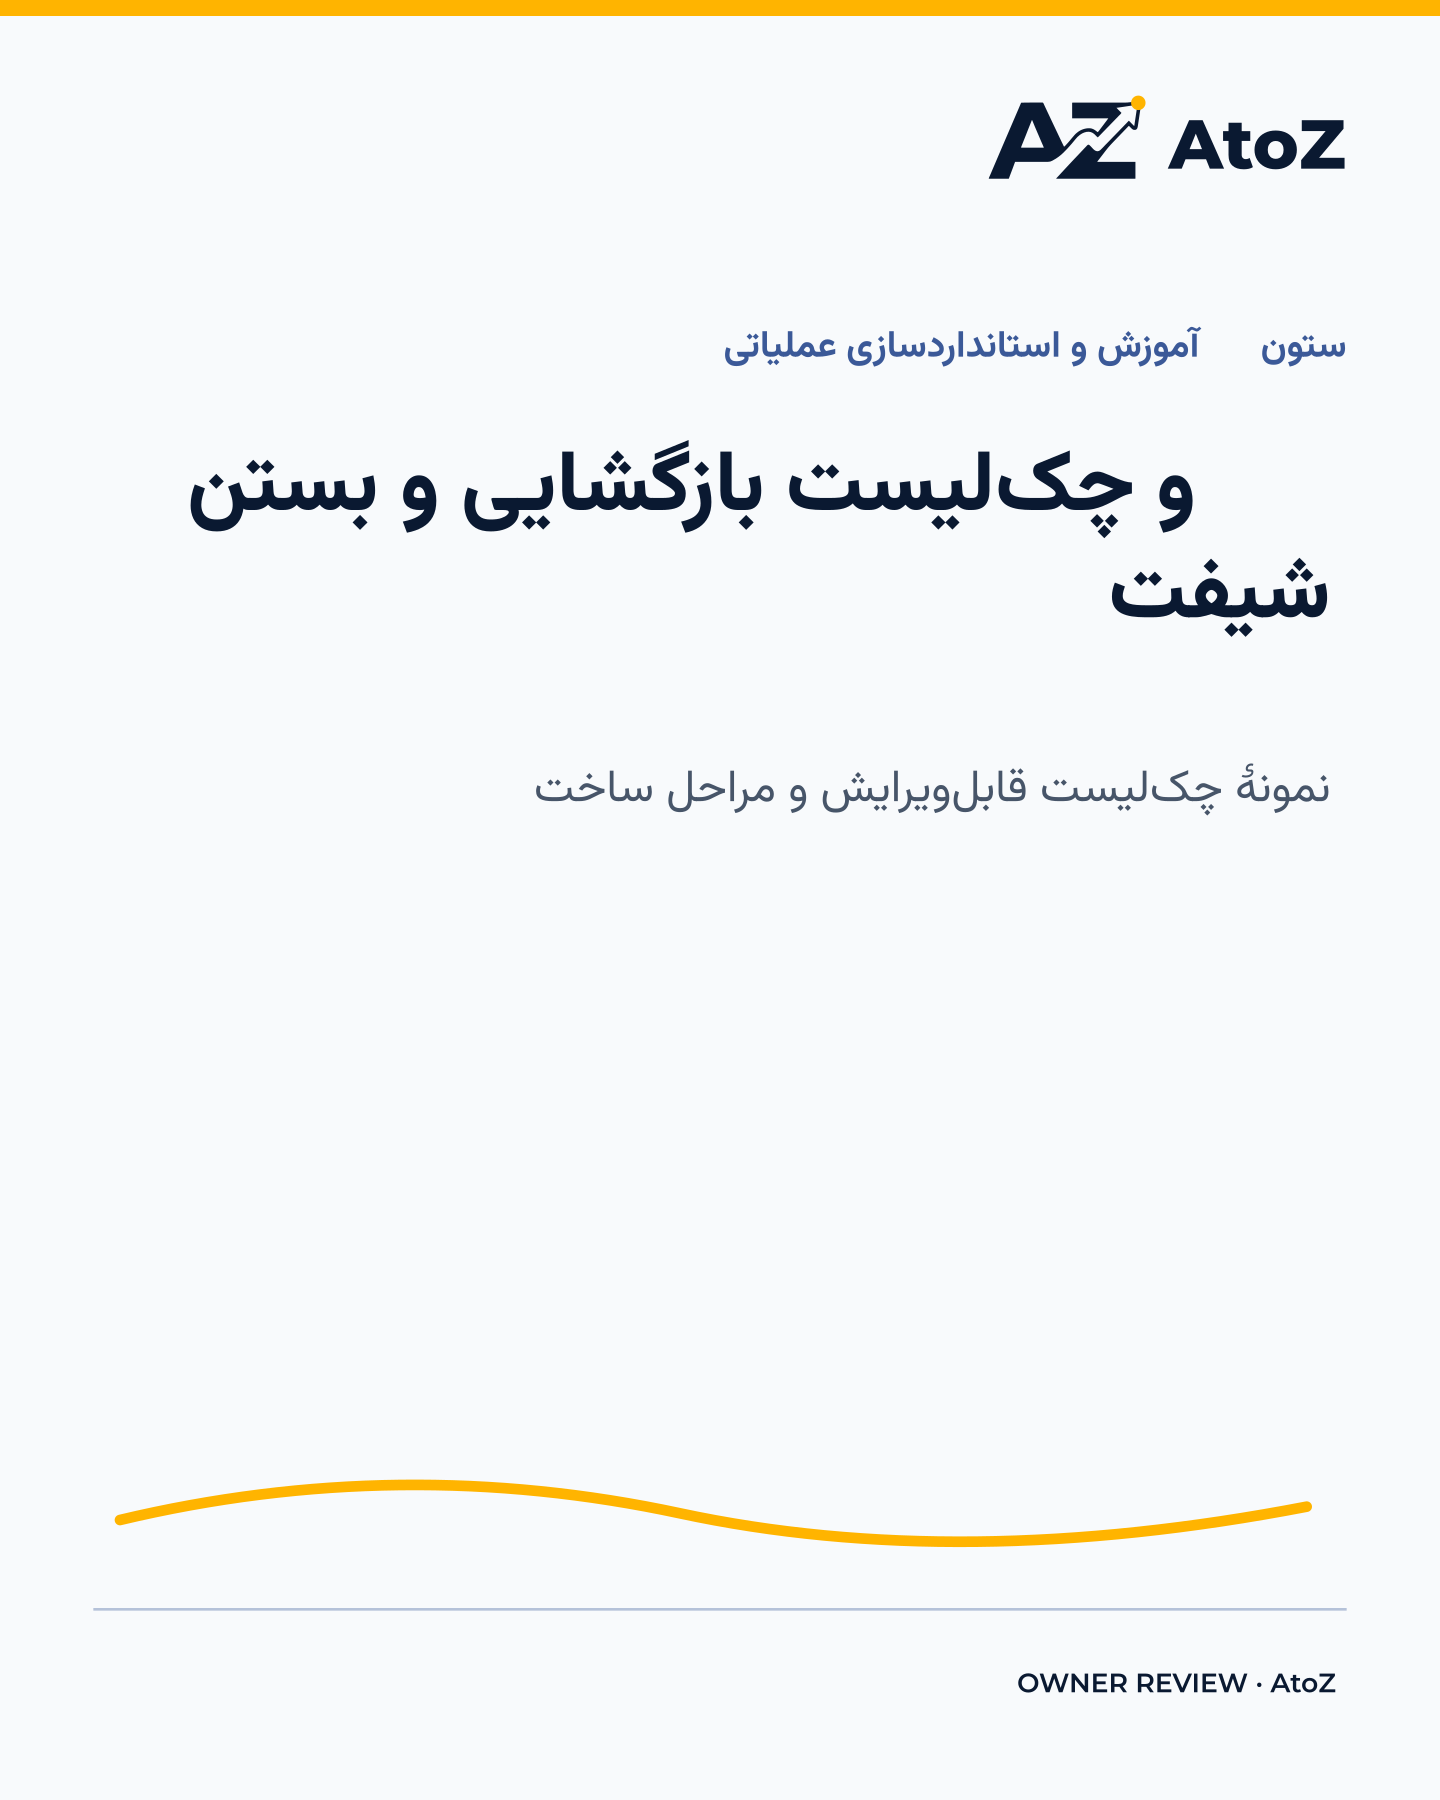 AZ AtoZ
ستون آموزش و استانداردسازی عملیاتی
و چک‌لیست بازگشایی و بستن
شیفت
نمونهٔ چک‌لیست قابل‌ویرایش و مراحل ساخت
OWNER REVIEW · AtoZ